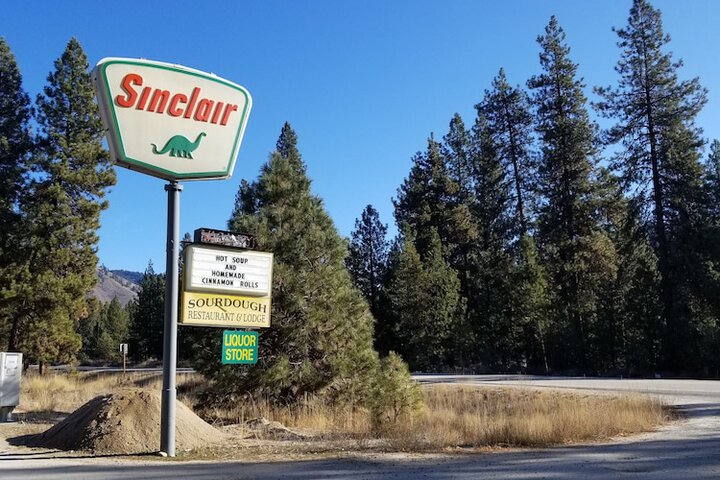 Sinclair
HOT SOUP
AND
HOMEMADE
CINNAMON ROLLS
SOURDOUGH
RESTAURANT & LODGE
LIQUOR
STORE